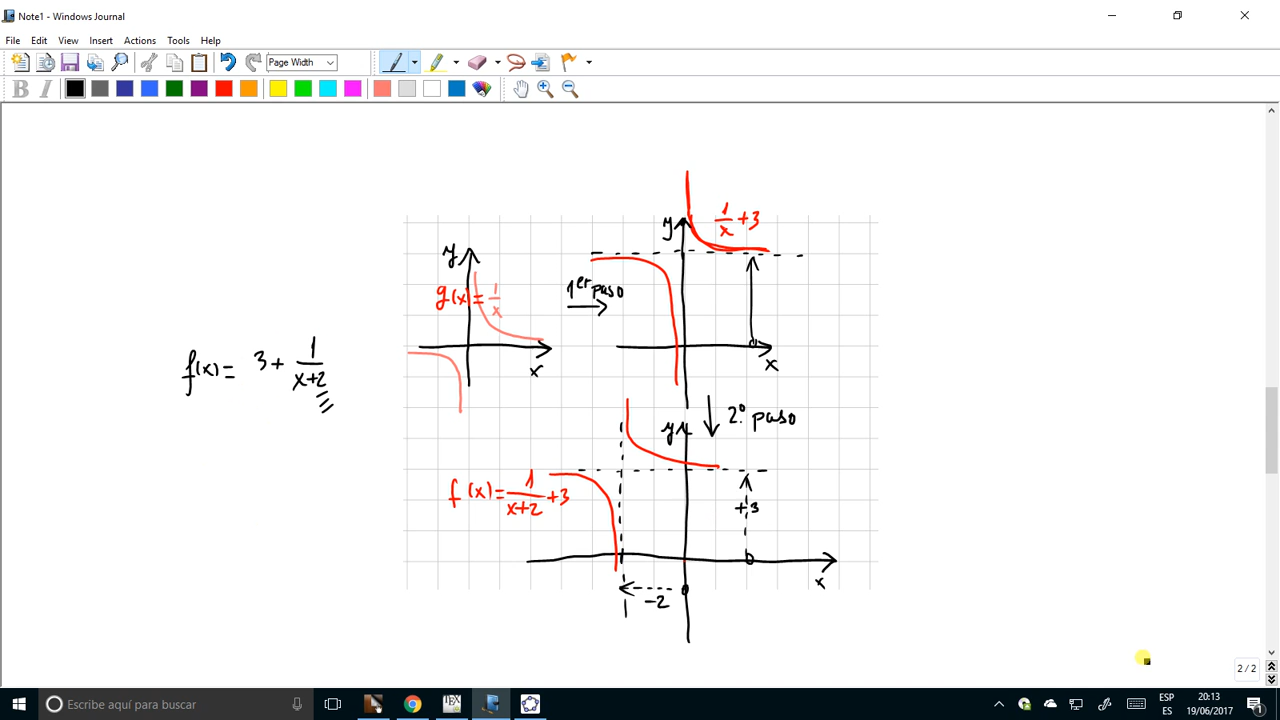 Note1 - Windows Journal
File Edit View Insert Actions Tools Help
Page Width
B I
1/x + 3
y
y
g(x) = 1/x
1er paso
x
x
f(x) = 3 + 1/(x+2)
2º paso
y
f(x) = 1/(x+2) + 3
+3
x
-2
2 / 2
Escribe aquí para buscar
ESP
ES
20:13
19/06/2017